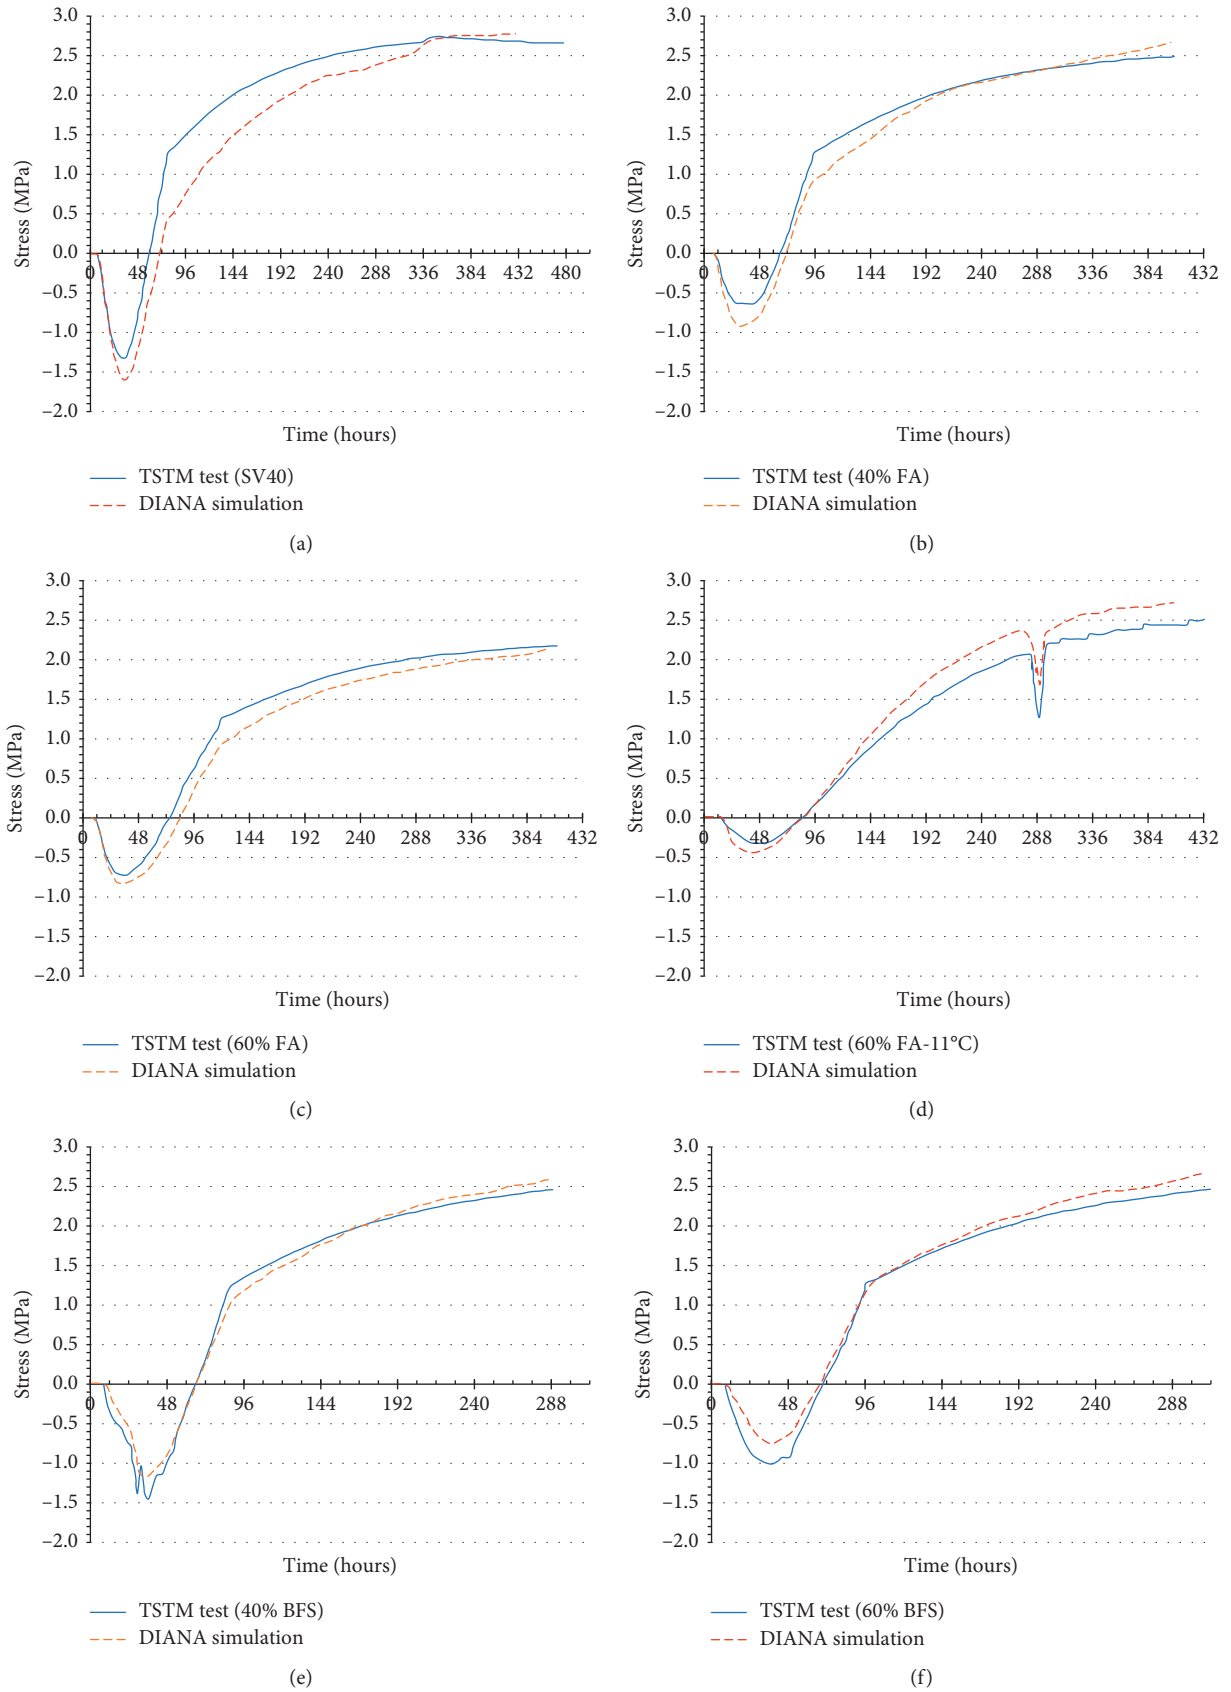 3.0
2.5
2.0
1.5
1.0
0.5
0.0
0 48 96 144 192 240 288 336 384 432 480
−0.5
−1.0
−1.5
−2.0
Stress (MPa)
Time (hours)
TSTM test (SV40)
DIANA simulation
(a)
3.0
2.5
2.0
1.5
1.0
0.5
0.0
0 48 96 144 192 240 288 336 384 432
−0.5
−1.0
−1.5
−2.0
Stress (MPa)
Time (hours)
TSTM test (40% FA)
DIANA simulation
(b)
3.0
2.5
2.0
1.5
1.0
0.5
0.0
0 48 96 144 192 240 288 336 384 432
−0.5
−1.0
−1.5
−2.0
Stress (MPa)
Time (hours)
TSTM test (60% FA)
DIANA simulation
(c)
3.0
2.5
2.0
1.5
1.0
0.5
0.0
0 48 96 144 192 240 288 336 384 432
−0.5
−1.0
−1.5
−2.0
Stress (MPa)
Time (hours)
TSTM test (60% FA-11°C)
DIANA simulation
(d)
3.0
2.5
2.0
1.5
1.0
0.5
0.0
0 48 96 144 192 240 288
−0.5
−1.0
−1.5
−2.0
Stress (MPa)
Time (hours)
TSTM test (40% BFS)
DIANA simulation
(e)
3.0
2.5
2.0
1.5
1.0
0.5
0.0
0 48 96 144 192 240 288
−0.5
−1.0
−1.5
−2.0
Stress (MPa)
Time (hours)
TSTM test (60% BFS)
DIANA simulation
(f)